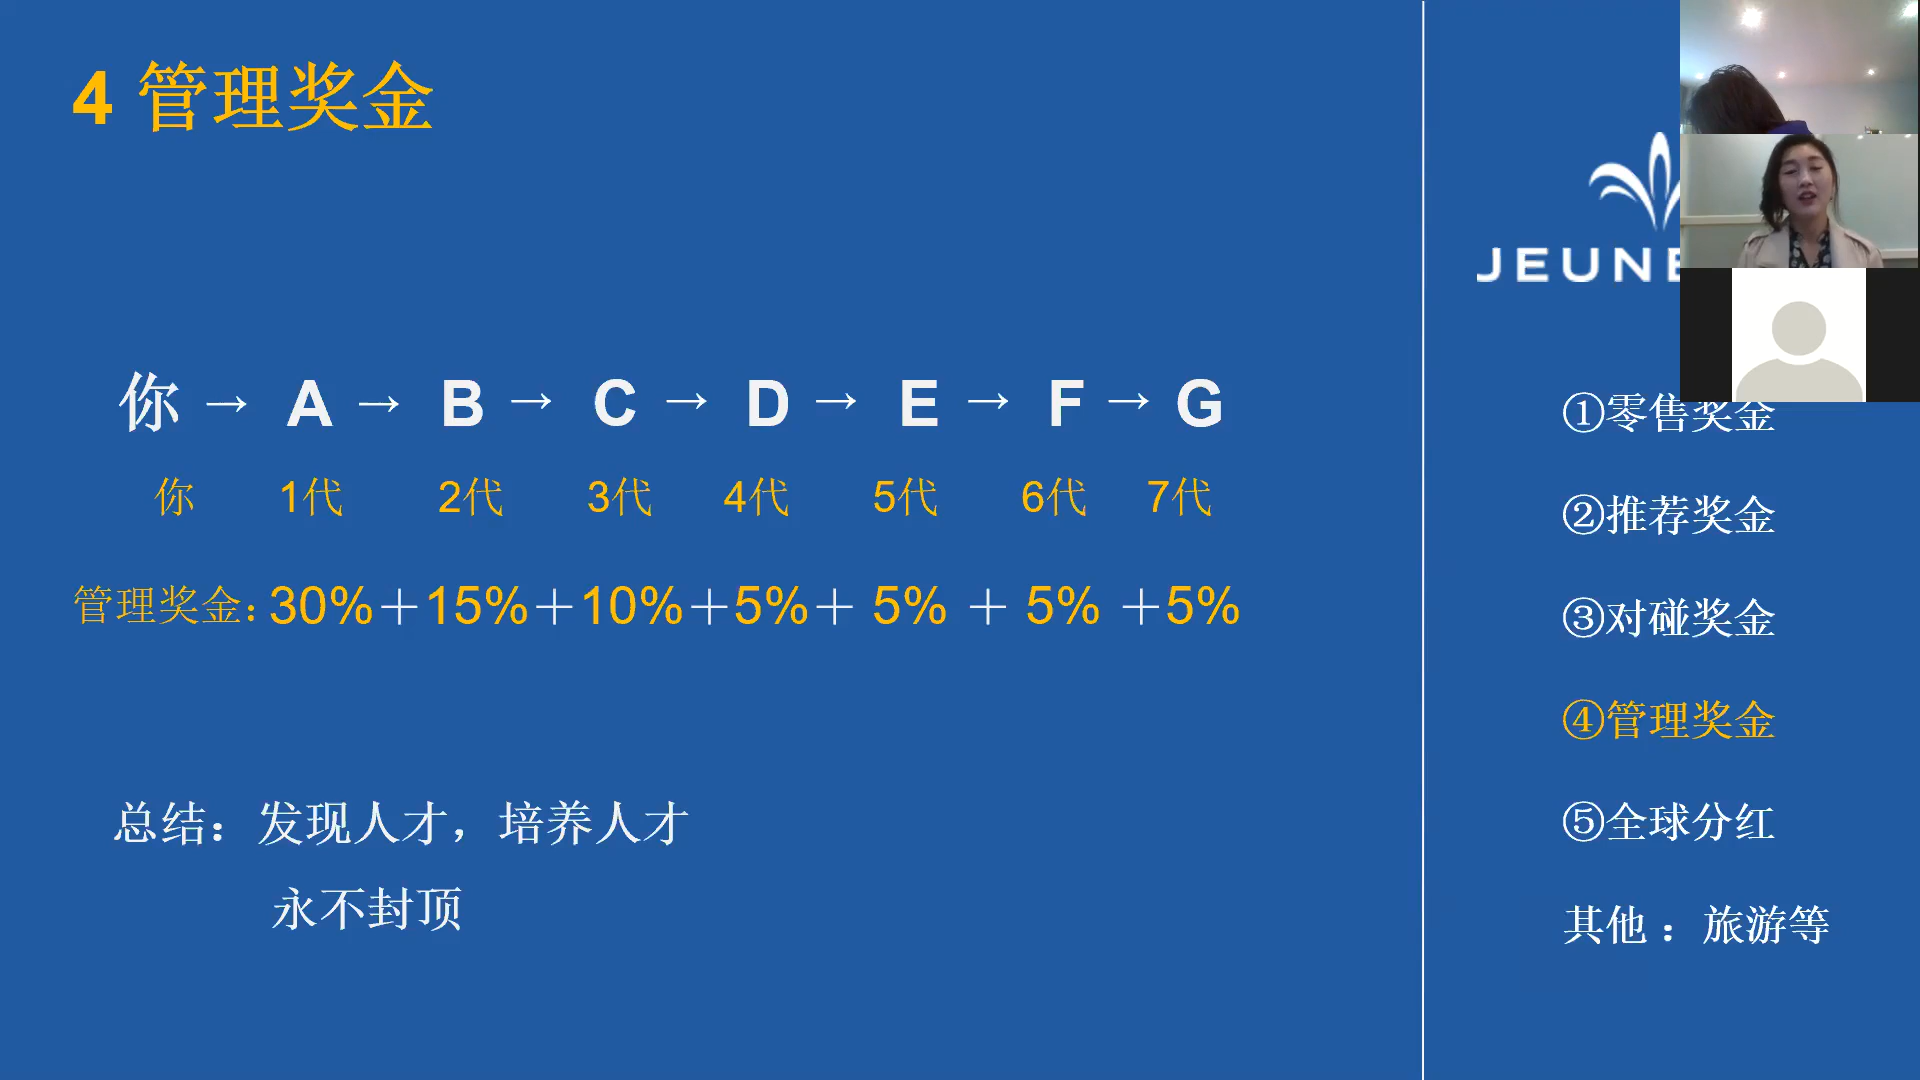 4 管理奖金
你 → A → B → C → D → E → F → G
你 1代 2代 3代 4代 5代 6代 7代
管理奖金:30%+15%+10%+5%+ 5% + 5% +5%
总结：发现人才，培养人才
永不封顶
JEUNE
①零售奖金
②推荐奖金
③对碰奖金
④管理奖金
⑤全球分红
其他 ：旅游等